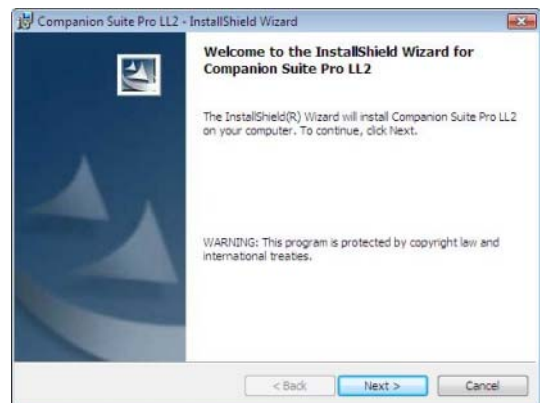 Companion Suite Pro LL2 - InstallShield Wizard
Welcome to the InstallShield Wizard for
Companion Suite Pro LL2
The InstallShield(R) Wizard will install Companion Suite Pro LL2
on your computer. To continue, click Next.
WARNING: This program is protected by copyright law and
international treaties.
< Back
Next >
Cancel